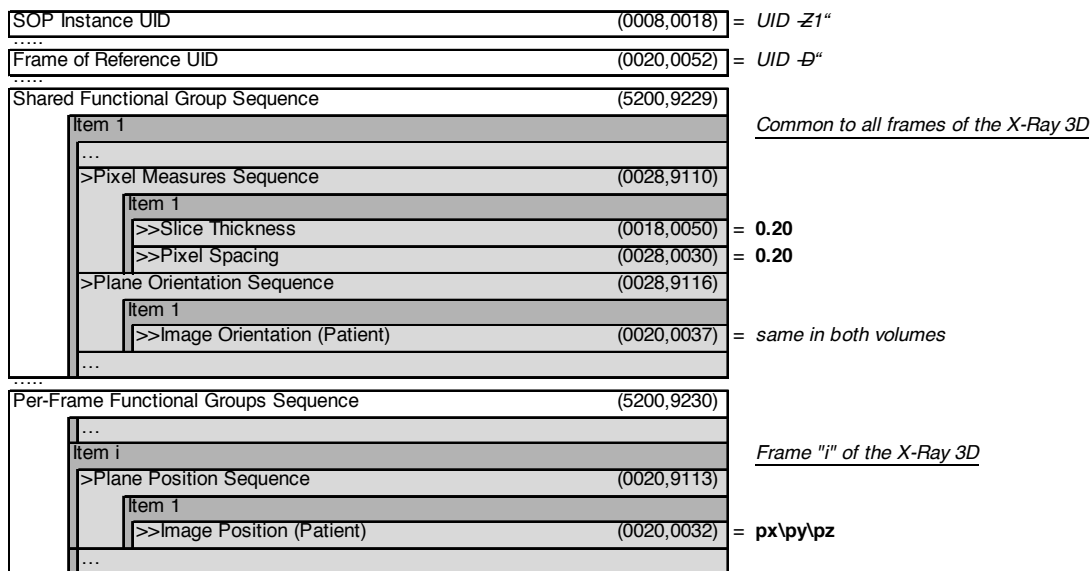 SOP Instance UID (0008,0018) = UID -Z1“
.....
Frame of Reference UID (0020,0052) = UID -D“
.....
Shared Functional Group Sequence (5200,9229)
Item 1 Common to all frames of the X-Ray 3D
...
>Pixel Measures Sequence (0028,9110)
Item 1
>>Slice Thickness (0018,0050) = 0.20
>>Pixel Spacing (0028,0030) = 0.20
>Plane Orientation Sequence (0028,9116)
Item 1
>>Image Orientation (Patient) (0020,0037) = same in both volumes
...
.....
Per-Frame Functional Groups Sequence (5200,9230)
...
Item i Frame "i" of the X-Ray 3D
>Plane Position Sequence (0020,9113)
Item 1
>>Image Position (Patient) (0020,0032) = px\py\pz
...